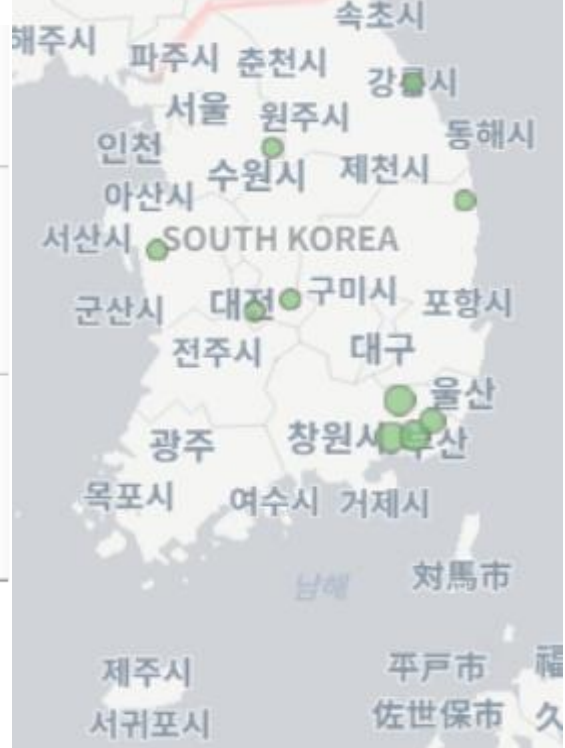 속초시
해주시
파주시 춘천시
강릉시
서울 원주시
인천
동해시
수원시 제천시
아산시
서산시 SOUTH KOREA
군산시 대전 구미시 포항시
전주시 대구
울산
광주 창원시 부산
목포시 여수시 거제시
남해 対馬市
제주시 平戸市 福
서귀포시 佐世保市 久